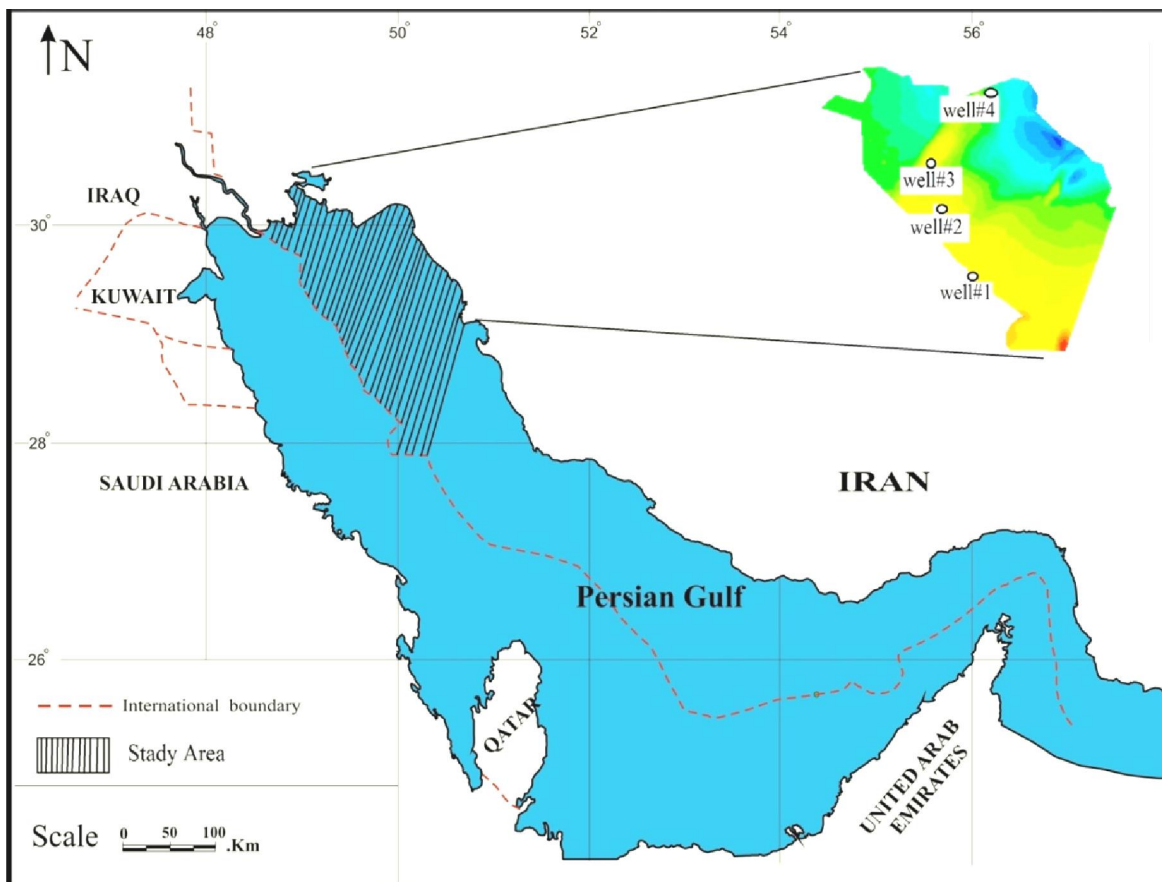 48° 50° 52° 54° 56°
N
well#4
well#3
well#2
well#1
IRAQ
30°
KUWAIT
28°
SAUDI ARABIA
IRAN
Persian Gulf
26°
QATAR
UNITED ARAB
EMIRATES
International boundary
Stady Area
Scale 0 50 100 .Km